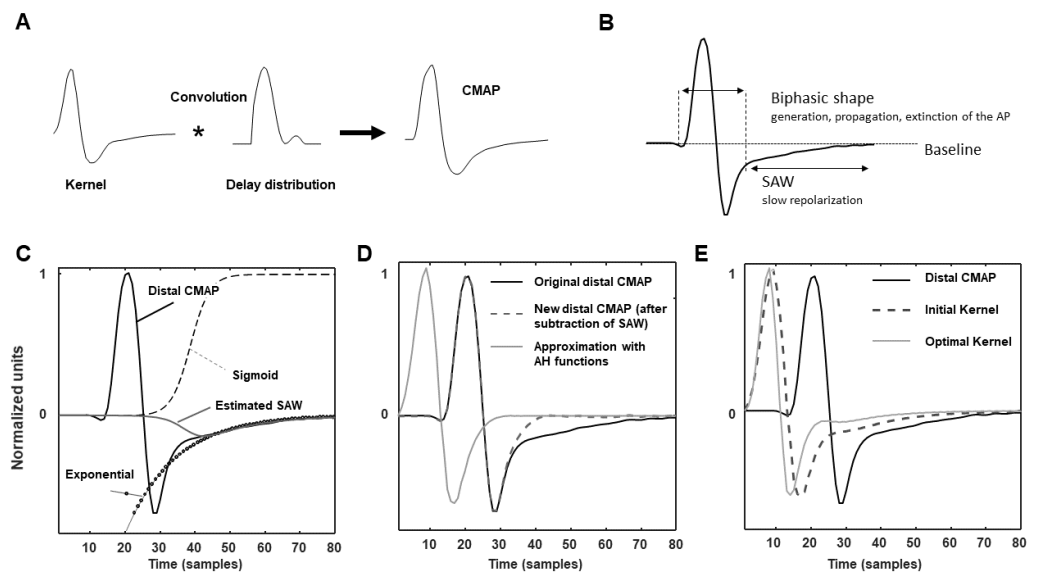 A
Convolution
*
CMAP
Kernel
Delay distribution
B
Biphasic shape
generation, propagation, extinction of the AP
Baseline
SAW
slow repolarization
C
Normalized units
1
0
Distal CMAP
Sigmoid
Estimated SAW
Exponential
10 20 30 40 50 60 70 80
Time (samples)
D
1
0
Original distal CMAP
New distal CMAP (after
subtraction of SAW)
Approximation with
AH functions
10 20 30 40 50 60 70 80
Time (samples)
E
1
0
Distal CMAP
Initial Kernel
Optimal Kernel
10 20 30 40 50 60 70 80
Time (samples)